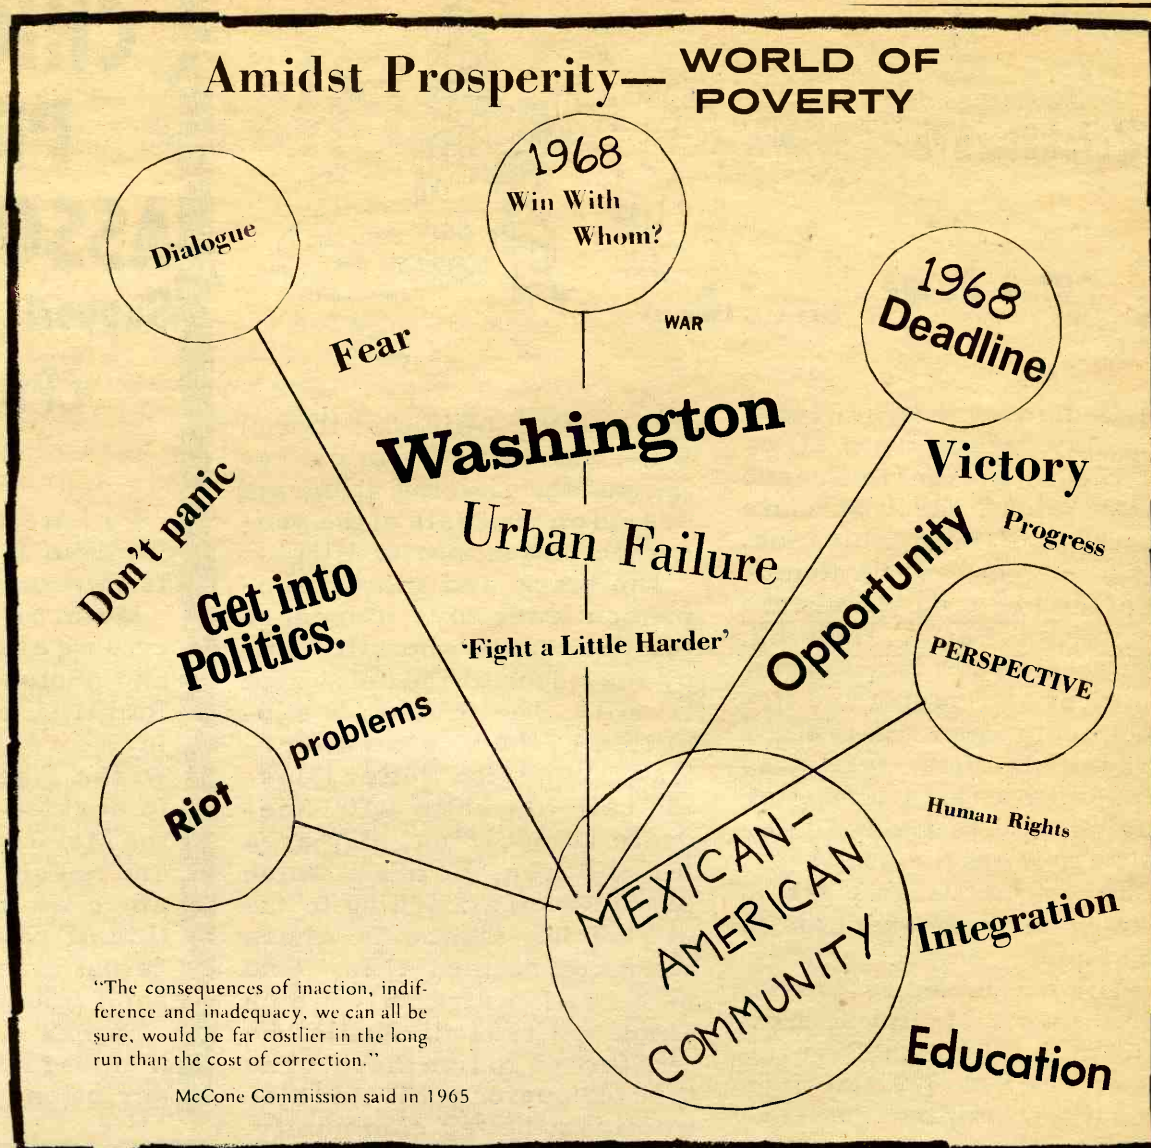 Amidst Prosperity— WORLD OF
POVERTY
1968
Win With
Whom?
Dialogue
1968
Deadline
Fear
WAR
Washington
Victory
Don't panic
Urban Failure
Opportunity
Progress
Get into
Politics.
'Fight a Little Harder'
PERSPECTIVE
problems
Riot
Human Rights
MEXICAN-
AMERICAN
COMMUNITY
Integration
"The consequences of inaction, indif-
ference and inadequacy, we can all be
sure, would be far costlier in the long
run than the cost of correction."
McCone Commission said in 1965
Education